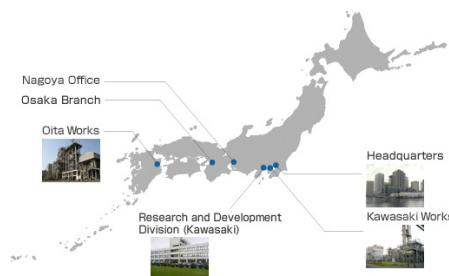 Nagoya Office
Osaka Branch
Oita Works
Headquarters
Kawasaki Works
Research and Development
Division (Kawasaki)